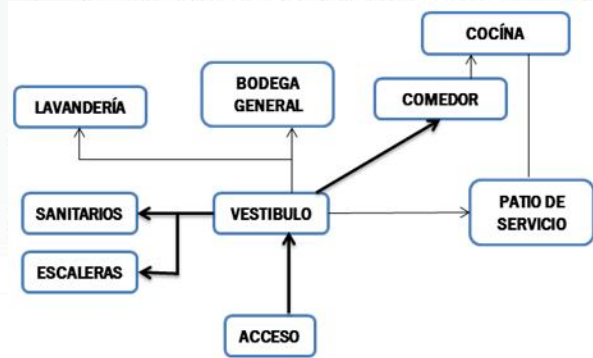 COCÍNA
BODEGA
GENERAL
COMEDOR
LAVANDERÍA
SANITARIOS
VESTIBULO
PATIO DE
SERVICIO
ESCALERAS
ACCESO